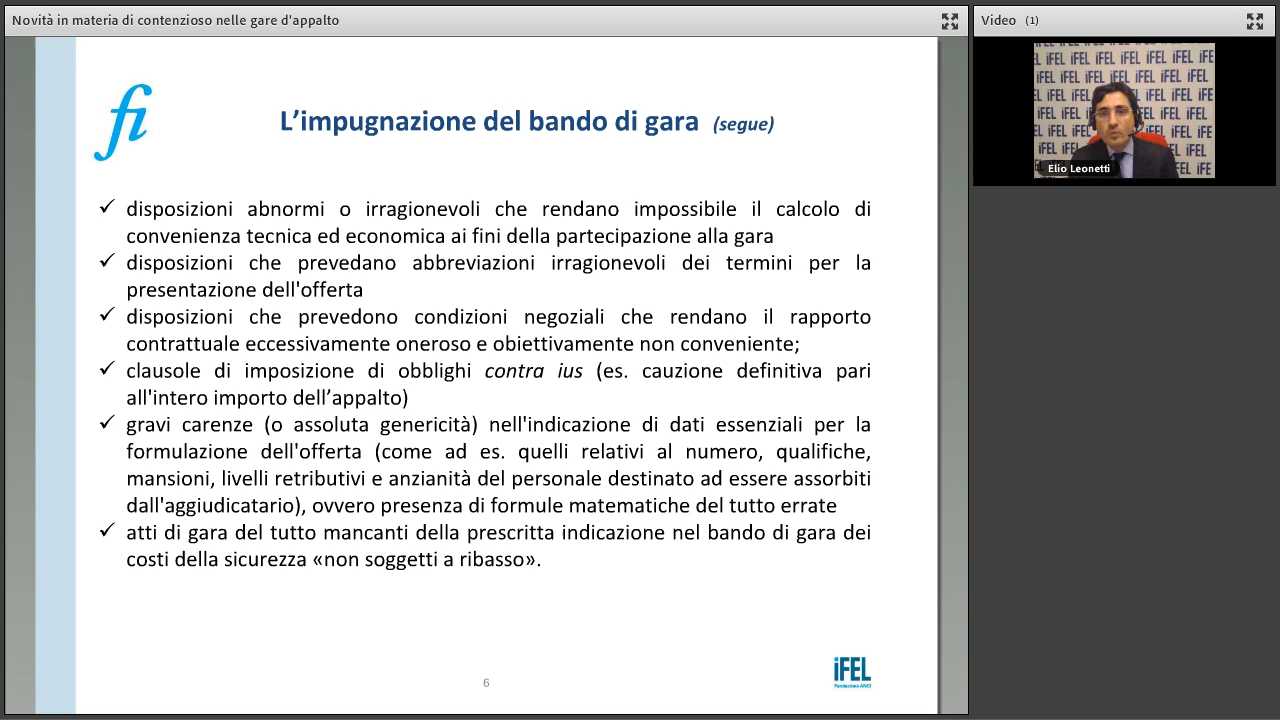 Novità in materia di contenzioso nelle gare d'appalto
Video (1)
Elio Leonetti
fi
L’impugnazione del bando di gara (segue)
✓ disposizioni abnormi o irragionevoli che rendano impossibile il calcolo di
convenienza tecnica ed economica ai fini della partecipazione alla gara
✓ disposizioni che prevedano abbreviazioni irragionevoli dei termini per la
presentazione dell'offerta
✓ disposizioni che prevedono condizioni negoziali che rendano il rapporto
contrattuale eccessivamente oneroso e obiettivamente non conveniente;
✓ clausole di imposizione di obblighi contra ius (es. cauzione definitiva pari
all'intero importo dell’appalto)
✓ gravi carenze (o assoluta genericità) nell'indicazione di dati essenziali per la
formulazione dell'offerta (come ad es. quelli relativi al numero, qualifiche,
mansioni, livelli retributivi e anzianità del personale destinato ad essere assorbiti
dall'aggiudicatario), ovvero presenza di formule matematiche del tutto errate
✓ atti di gara del tutto mancanti della prescritta indicazione nel bando di gara dei
costi della sicurezza «non soggetti a ribasso».
6
iFEL
Fondazione ANCI